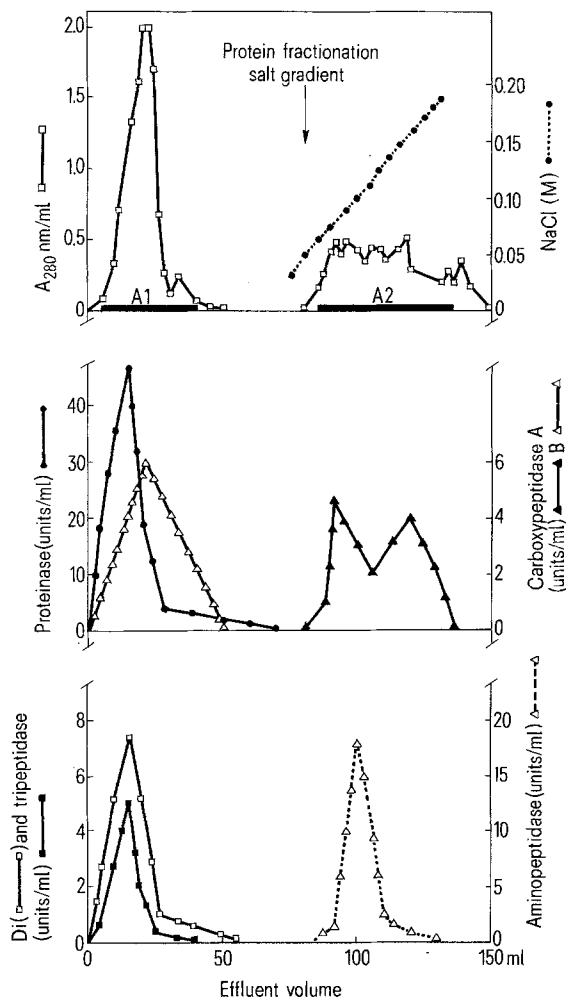 2.0
1.5
1.0
0.5
0
A280 nm/ml
Protein fractionation
salt gradient
A1
A2
0.20
0.15
0.10
0.05
0
NaCl (M)
40
30
20
10
0
Proteinase (units/ml)
6
4
2
0
Carboxypeptidase A
B
(units/ml)
8
6
4
2
0
Di( ) and tripeptidase
(units/ml)
20
15
10
5
0
Aminopeptidase (units/ml)
0
50
100
150 ml
Effluent volume